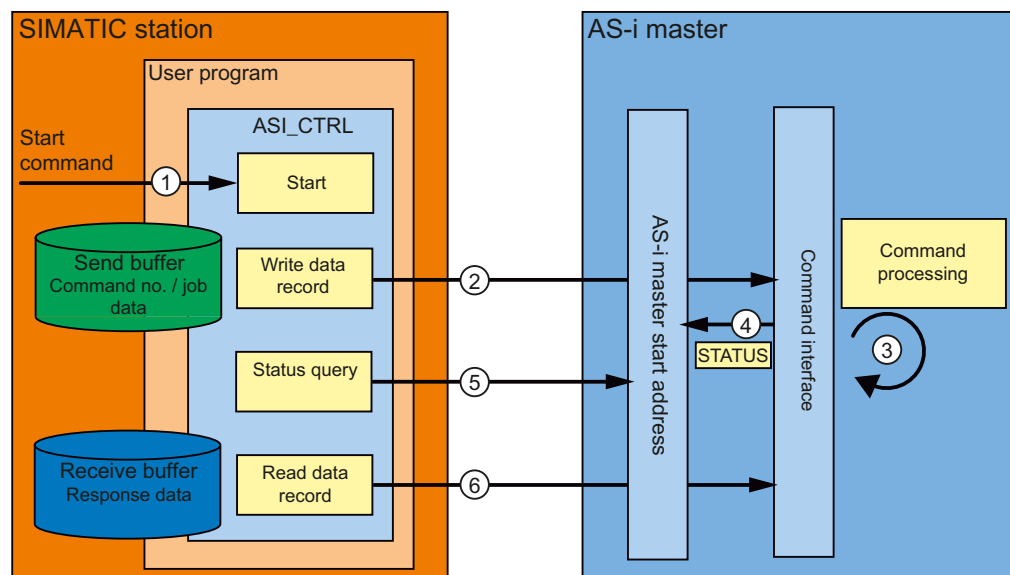 SIMATIC station
AS-i master
User program
ASI_CTRL
Start
command
1
Start
Send buffer
Command no. / job
data
Write data
record
2
Command
processing
4
STATUS
3
Status query
5
AS-i master start address
Command interface
Receive buffer
Response data
Read data
record
6